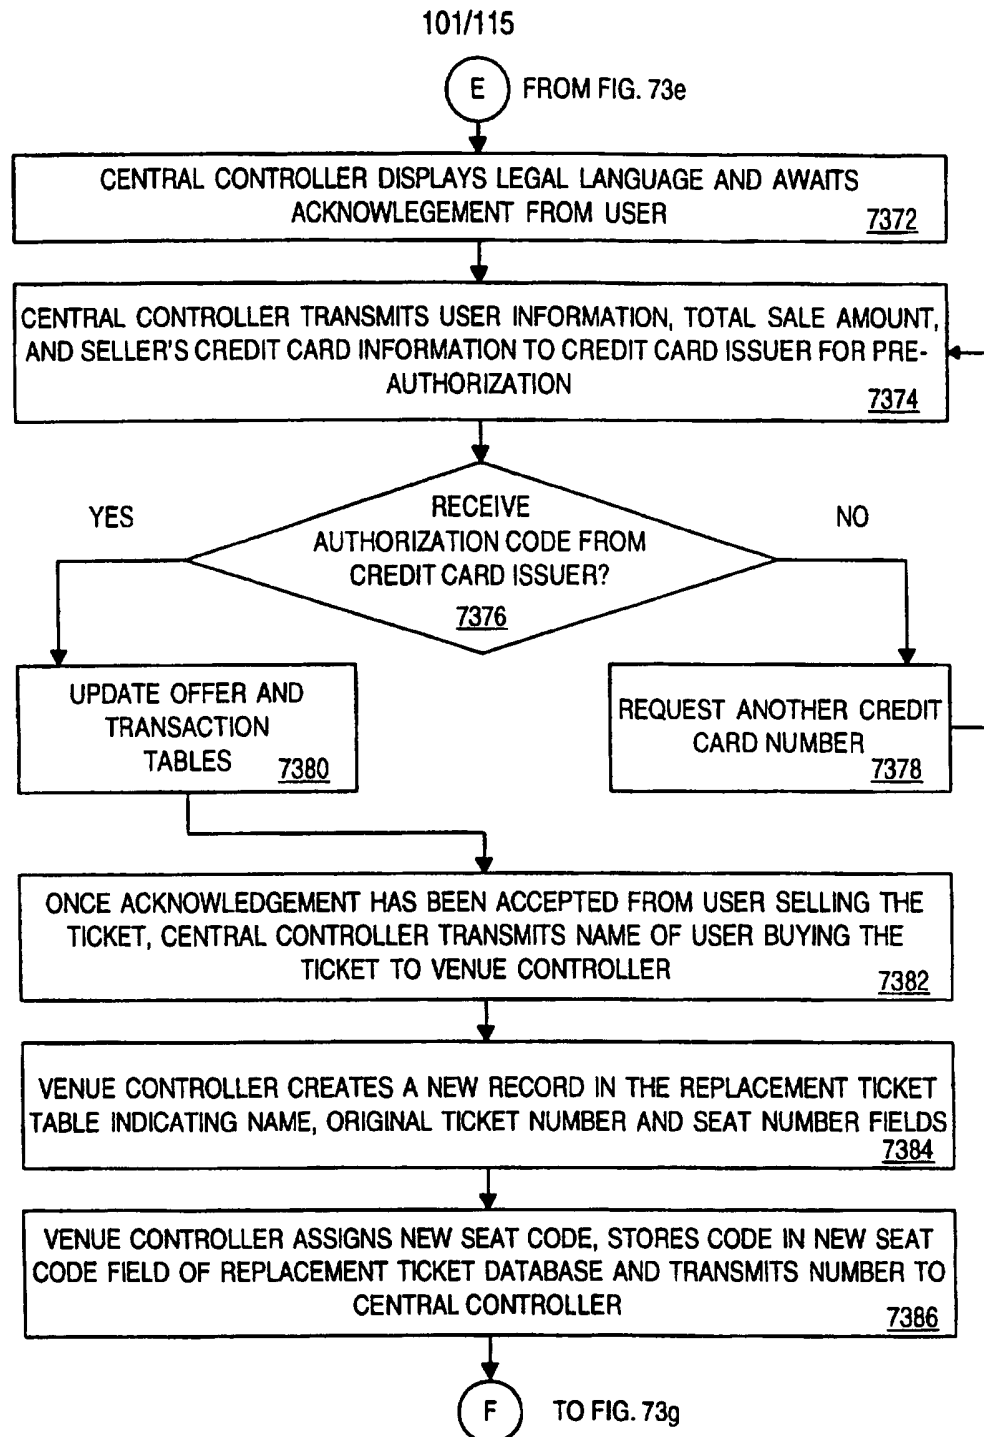 101/115
E FROM FIG. 73e
CENTRAL CONTROLLER DISPLAYS LEGAL LANGUAGE AND AWAITS
ACKNOWLEGEMENT FROM USER 7372
CENTRAL CONTROLLER TRANSMITS USER INFORMATION, TOTAL SALE AMOUNT,
AND SELLER'S CREDIT CARD INFORMATION TO CREDIT CARD ISSUER FOR PRE-
AUTHORIZATION 7374
YES
RECEIVE
AUTHORIZATION CODE FROM
CREDIT CARD ISSUER?
7376
NO
UPDATE OFFER AND
TRANSACTION
TABLES 7380
REQUEST ANOTHER CREDIT
CARD NUMBER 7378
ONCE ACKNOWLEDGEMENT HAS BEEN ACCEPTED FROM USER SELLING THE
TICKET, CENTRAL CONTROLLER TRANSMITS NAME OF USER BUYING THE
TICKET TO VENUE CONTROLLER 7382
VENUE CONTROLLER CREATES A NEW RECORD IN THE REPLACEMENT TICKET
TABLE INDICATING NAME, ORIGINAL TICKET NUMBER AND SEAT NUMBER FIELDS
7384
VENUE CONTROLLER ASSIGNS NEW SEAT CODE, STORES CODE IN NEW SEAT
CODE FIELD OF REPLACEMENT TICKET DATABASE AND TRANSMITS NUMBER TO
CENTRAL CONTROLLER 7386
F TO FIG. 73g